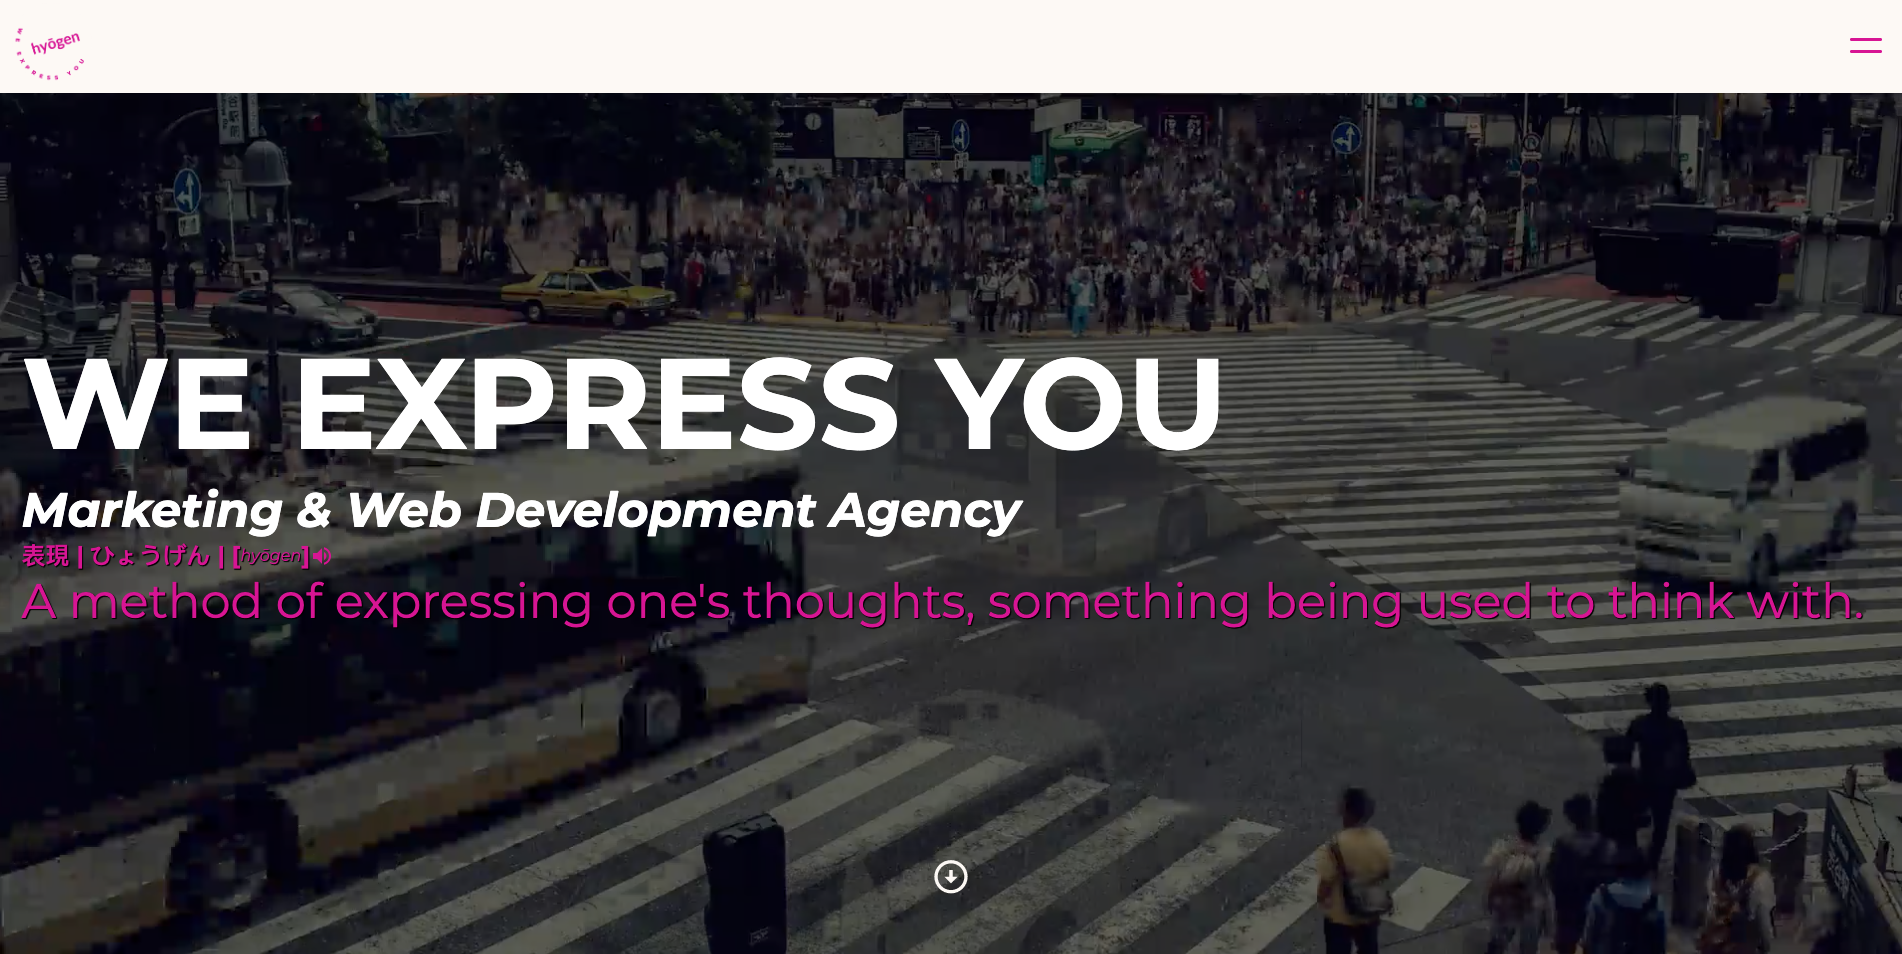 hyōgen
WE EXPRESS YOU
WE EXPRESS YOU
Marketing & Web Development Agency
表現 | ひょうげん | [hyōgen]
A method of expressing one's thoughts, something being used to think with.